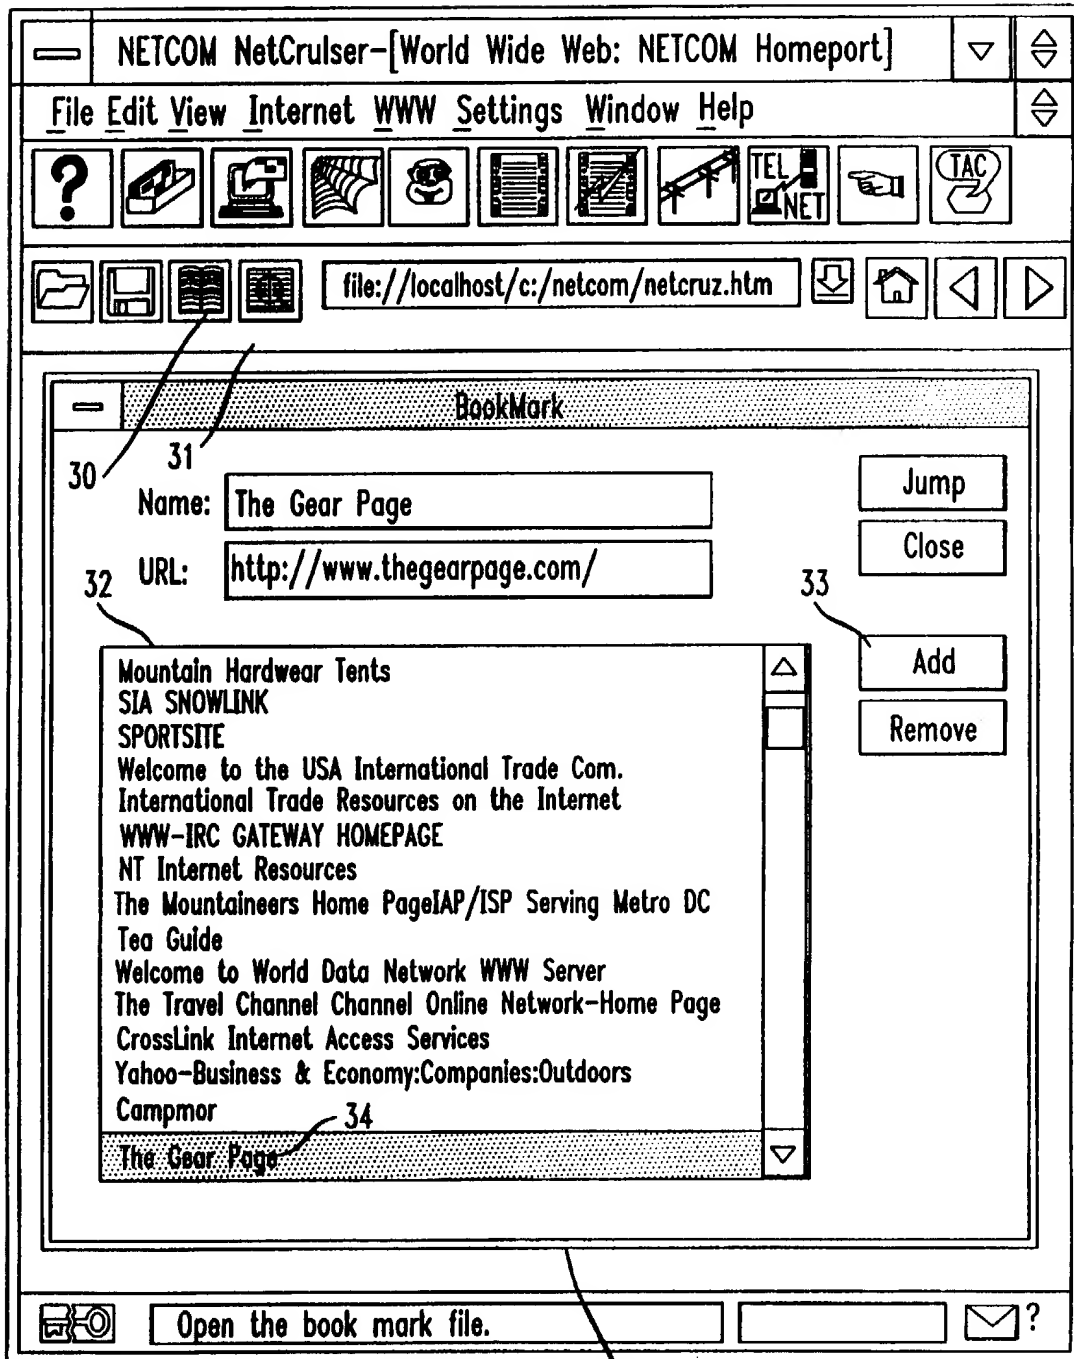 NETCOM NetCruIser-[World Wide Web: NETCOM Homeport]
File Edit View Internet WWW Settings Window Help
?
TEL
NET
TAC
file://localhost/c:/netcom/netcruz.htm
BookMark
30
31
Name: The Gear Page
Jump
URL: http://www.thegearpage.com/
Close
32
33
Mountain Hardwear Tents
Add
SIA SNOWLINK
SPORTSITE
Remove
Welcome to the USA International Trade Com.
International Trade Resources on the Internet
WWW-IRC GATEWAY HOMEPAGE
NT Internet Resources
The Mountaineers Home PageIAP/ISP Serving Metro DC
Tea Guide
Welcome to World Data Network WWW Server
The Travel Channel Channel Online Network-Home Page
CrossLink Internet Access Services
Yahoo-Business & Economy:Companies:Outdoors
Campmor
34
The Gear Page
Open the book mark file.
?